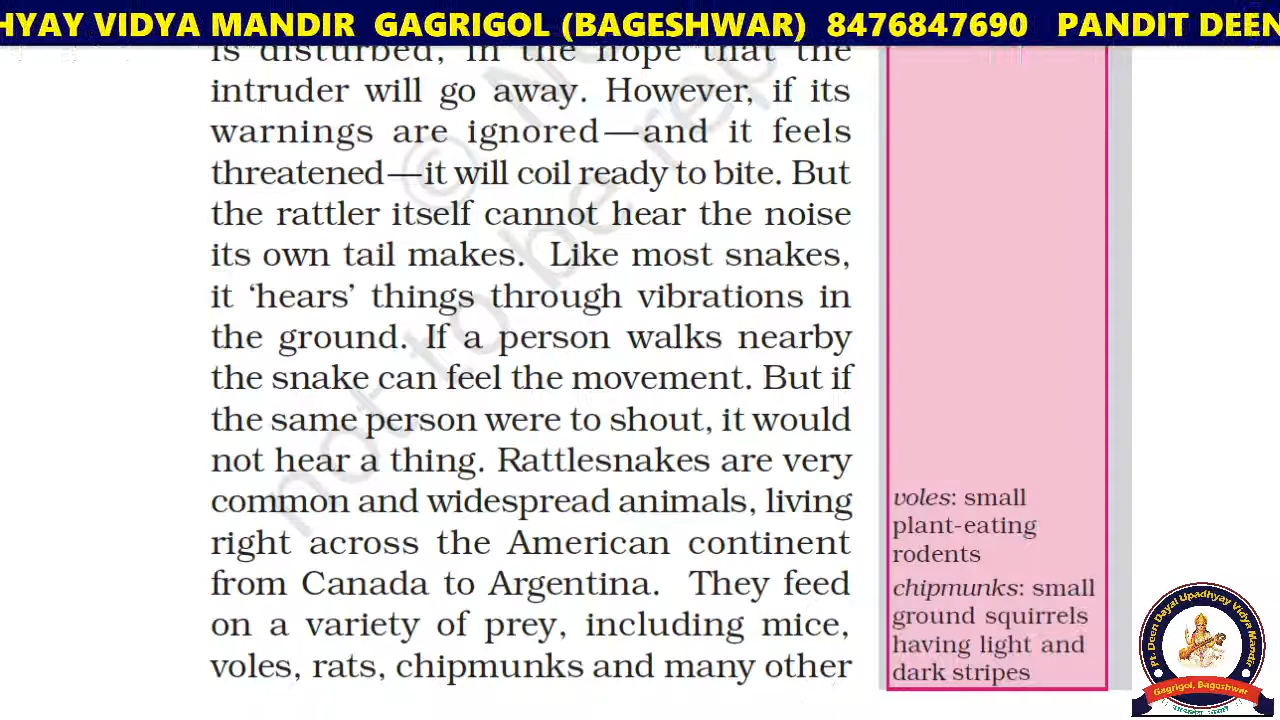 HYAY VIDYA MANDIR GAGRIGOL (BAGESHWAR) 8476847690 PANDIT DEEN
is disturbed, in the hope that the
intruder will go away. However, if its
warnings are ignored—and it feels
threatened—it will coil ready to bite. But
the rattler itself cannot hear the noise
its own tail makes. Like most snakes,
it ‘hears’ things through vibrations in
the ground. If a person walks nearby
the snake can feel the movement. But if
the same person were to shout, it would
not hear a thing. Rattlesnakes are very
common and widespread animals, living
right across the American continent
from Canada to Argentina. They feed
on a variety of prey, including mice,
voles, rats, chipmunks and many other
voles: small
plant-eating
rodents
chipmunks: small
ground squirrels
having light and
dark stripes
© 
not to be rep
Pt. Deen Dayal Upadhyay Vidya Mandir
Gagrigol, Bageshwar